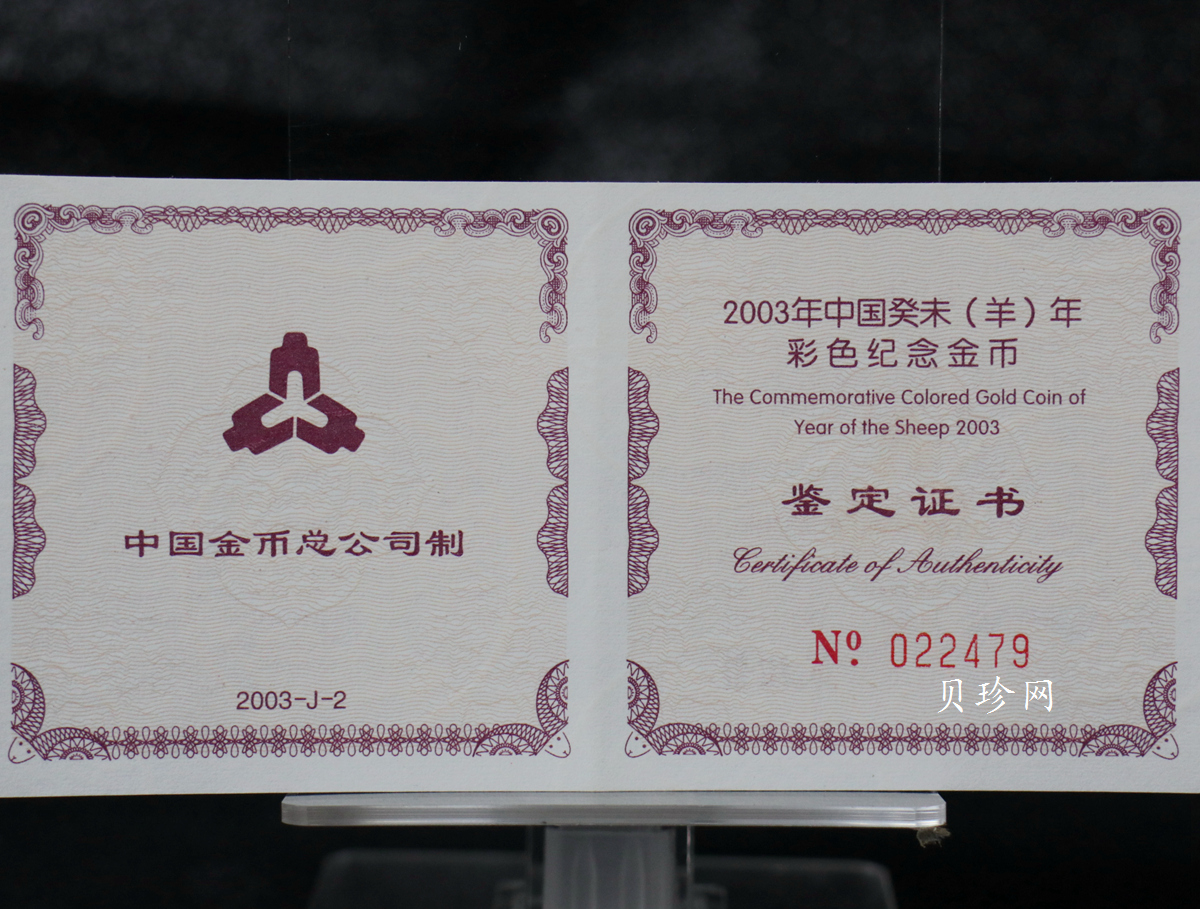 中国金币总公司制
2003-J-2
2003年中国癸未（羊）年
彩色纪念金币
The Commemorative Colored Gold Coin of
Year of the Sheep 2003
鉴定证书
Certificate of Authenticity
Nº 022479
贝珍网